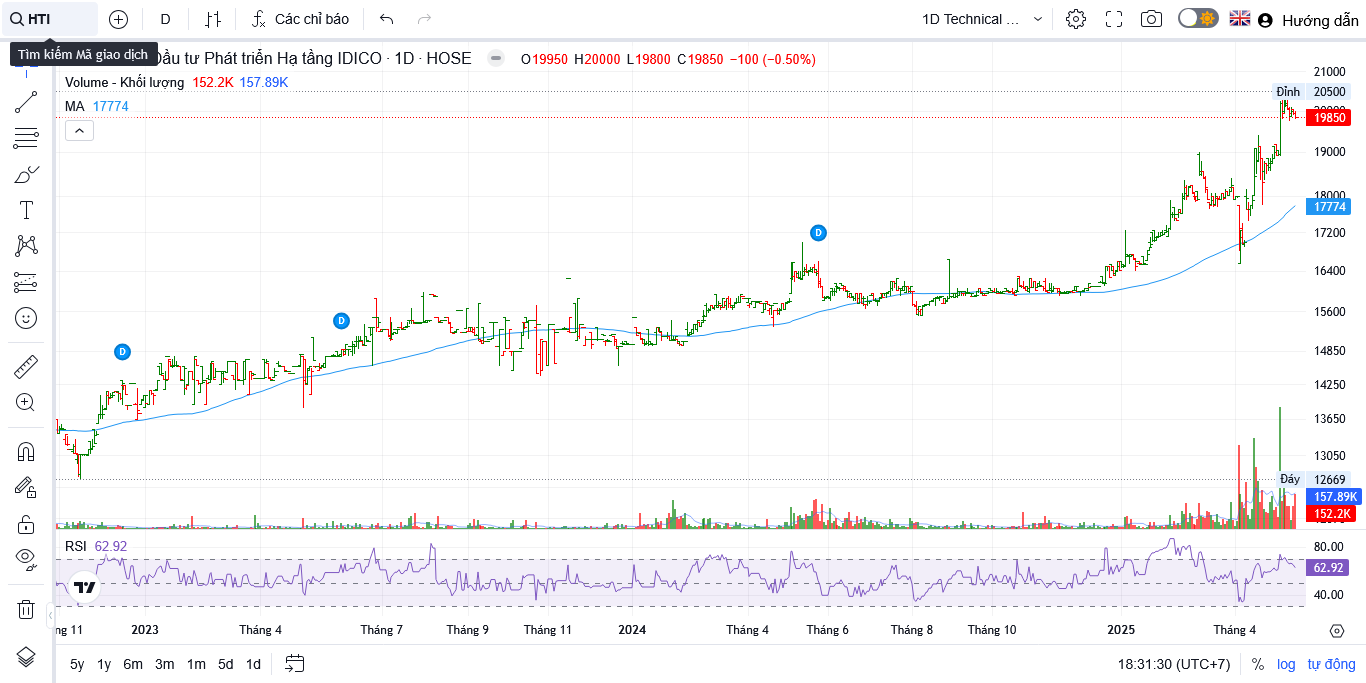 HTI
D
Các chỉ báo
1D Technical ...
Hướng dẫn
Tìm kiếm Mã giao dịch
Đầu tư Phát triển Hạ tầng IDICO · 1D · HOSE
O19950 H20000 L19800 C19850 −100 (−0.50%)
Volume - Khối lượng 152.2K 157.89K
MA 17774
21000
Đỉnh 20500
19850
19000
18000
17774
17200
16400
15600
14850
14250
13650
13050
Đáy 12669
157.89K
152.2K
D
D
D
RSI 62.92
80.00
62.92
40.00
ng 11 2023 Tháng 4 Tháng 7 Tháng 9 Tháng 11 2024 Tháng 4 Tháng 6 Tháng 8 Tháng 10 2025 Tháng 4
5y 1y 6m 3m 1m 5d 1d
18:31:30 (UTC+7) % log tự động